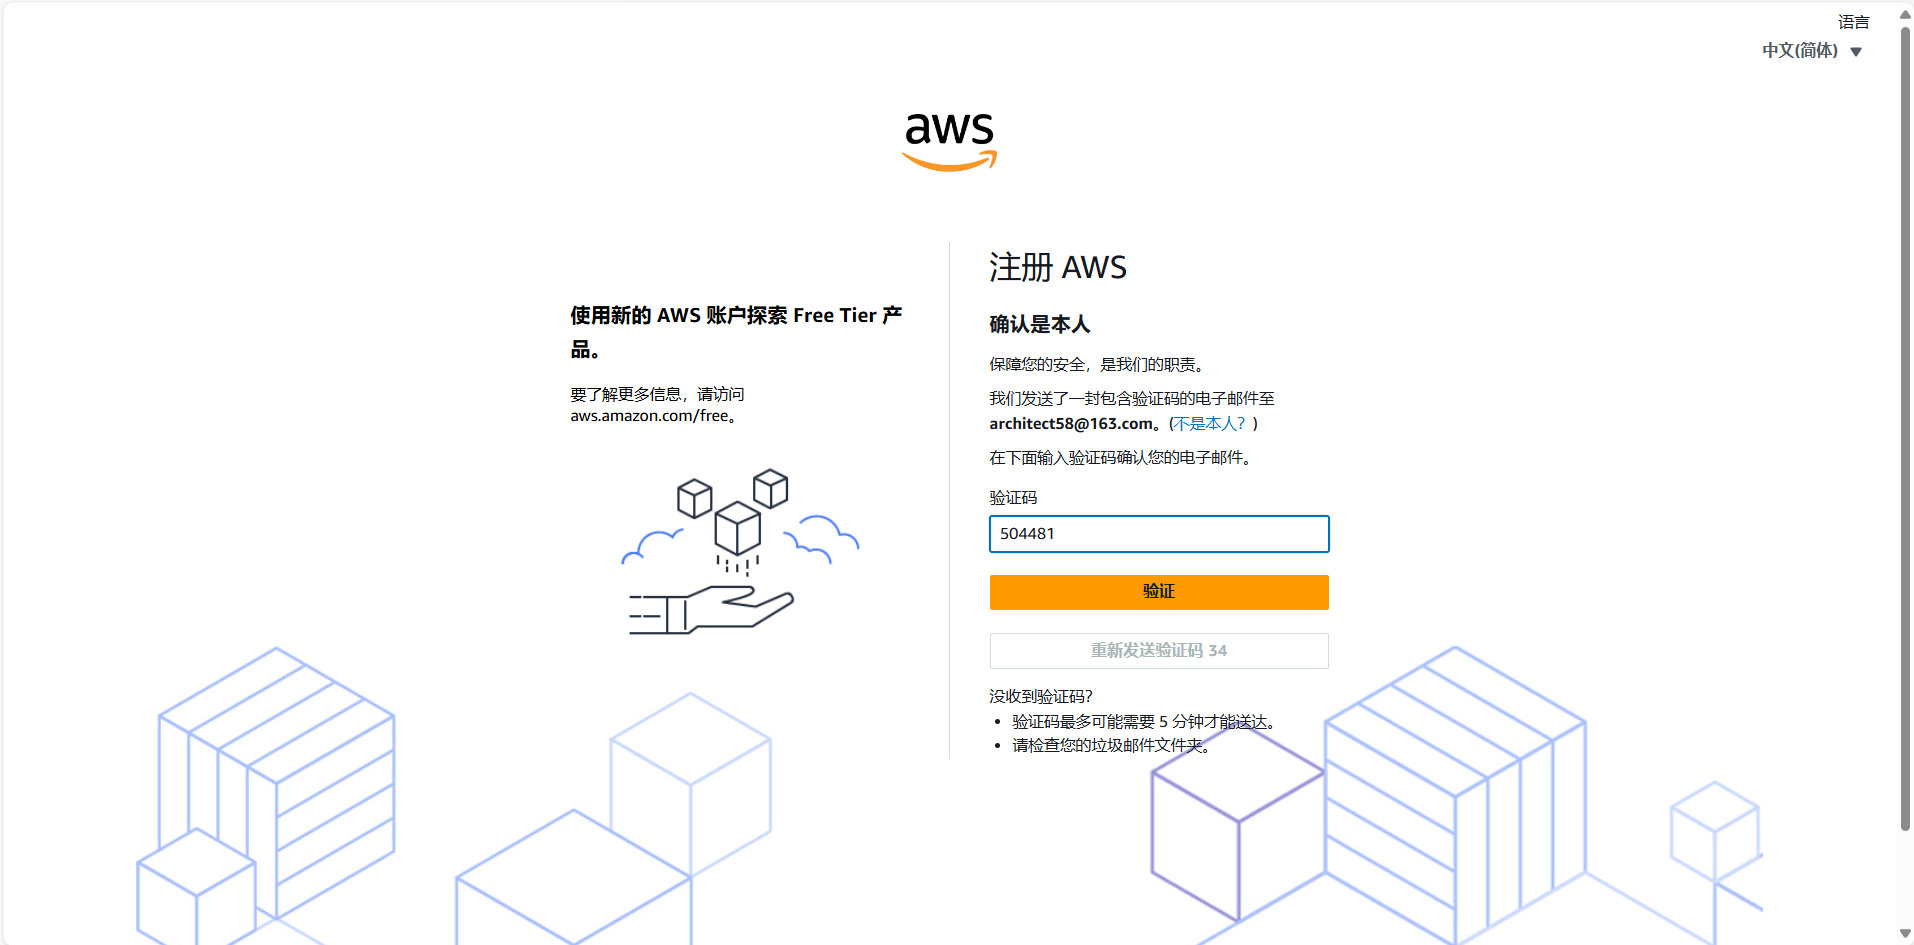 语言
中文(简体)
aws
使用新的 AWS 账户探索 Free Tier 产
品。
要了解更多信息，请访问
aws.amazon.com/free。
注册 AWS
确认是本人
保障您的安全，是我们的职责。
我们发送了一封包含验证码的电子邮件至
architect58@163.com。(不是本人？)
在下面输入验证码确认您的电子邮件。
验证码
504481
验证
重新发送验证码 34
没收到验证码？
• 验证码最多可能需要 5 分钟才能送达。
• 请检查您的垃圾邮件文件夹。